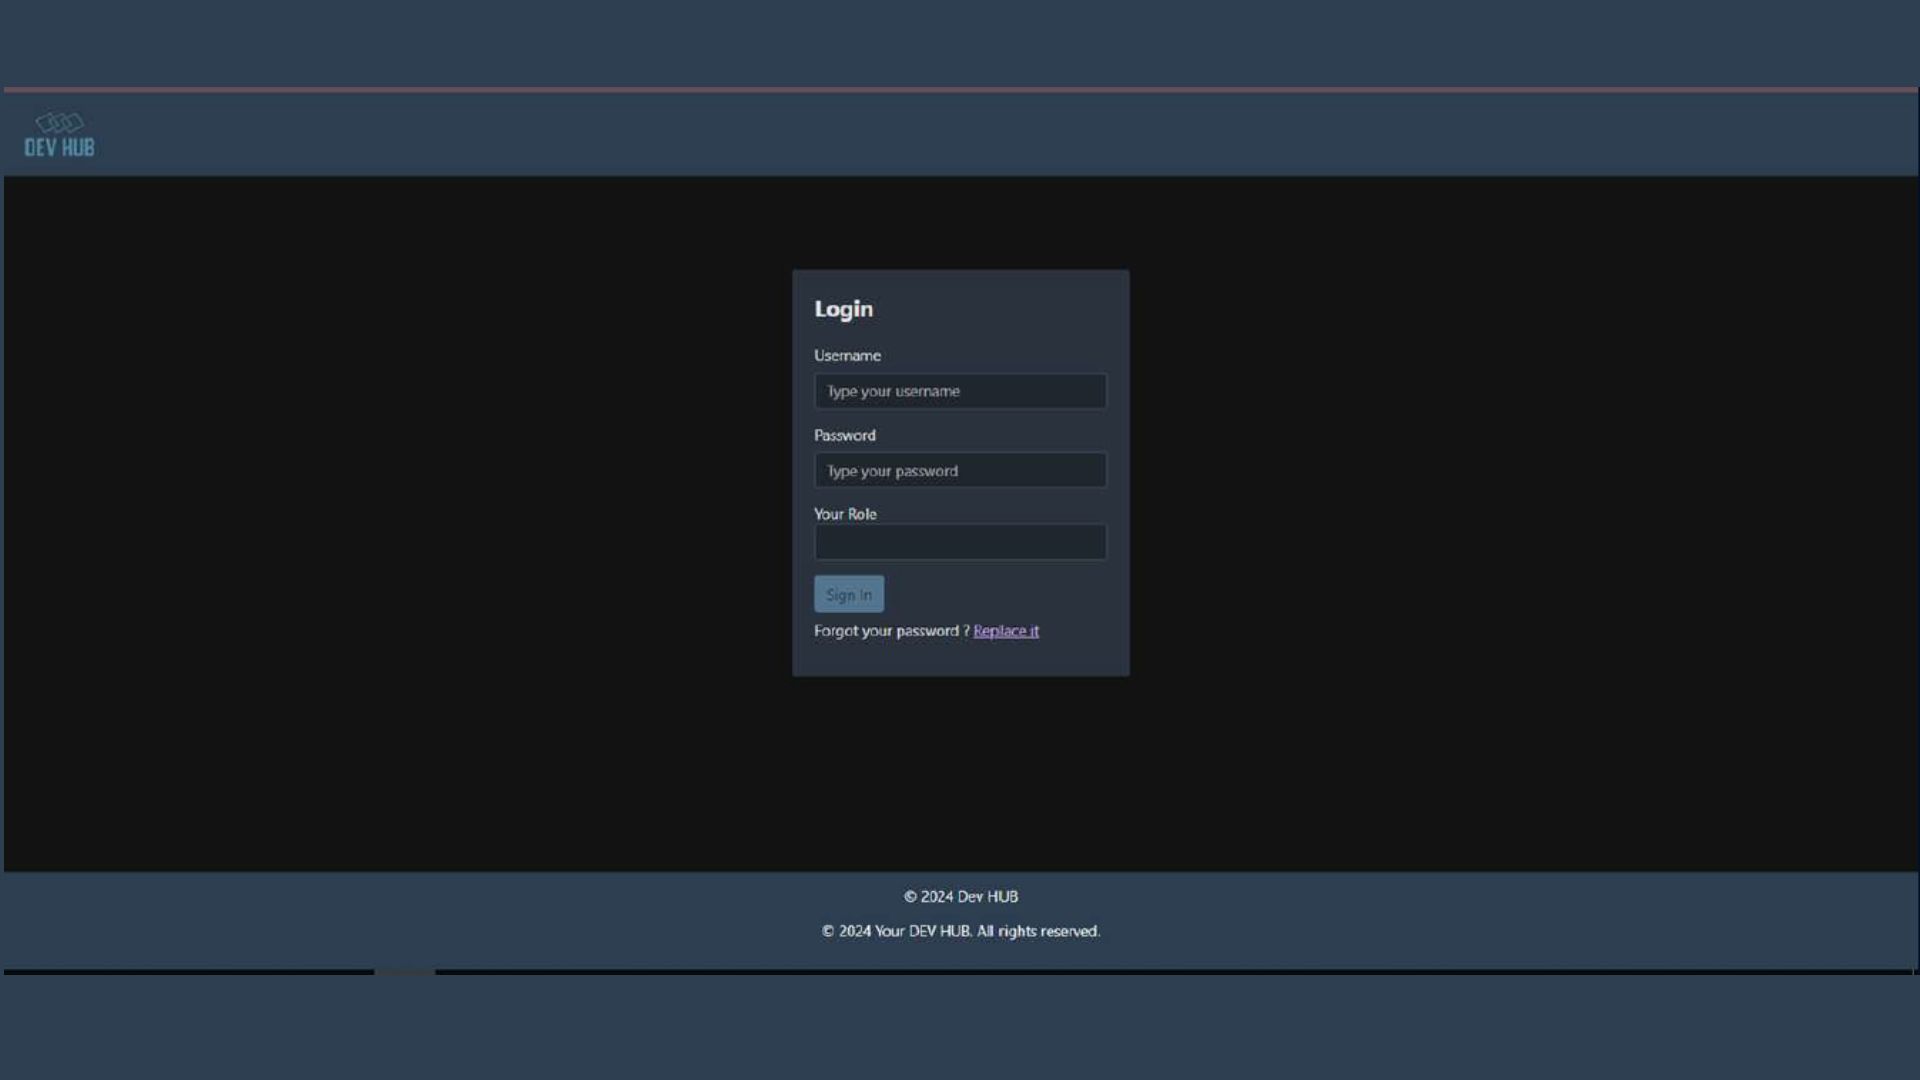 DEV HUB
Login
Username
Type your username
Password
Type your password
Your Role
Sign In
Forgot your password ? Replace it
© 2024 Dev HUB
© 2024 Your DEV HUB. All rights reserved.